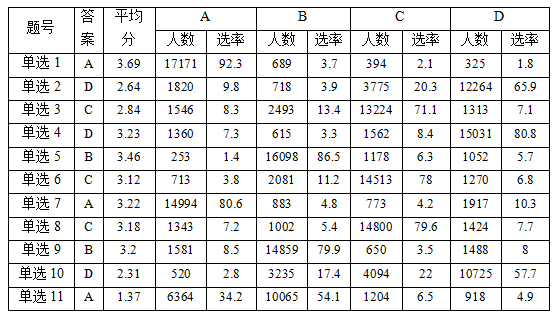 题号 答案 平均分 A B C D
人数 选率 人数 选率 人数 选率 人数 选率
单选1 A 3.69 17171 92.3 689 3.7 394 2.1 325 1.8
单选2 D 2.64 1820 9.8 718 3.9 3775 20.3 12264 65.9
单选3 C 2.84 1546 8.3 2493 13.4 13224 71.1 1313 7.1
单选4 D 3.23 1360 7.3 615 3.3 1562 8.4 15031 80.8
单选5 B 3.46 253 1.4 16098 86.5 1178 6.3 1052 5.7
单选6 C 3.12 713 3.8 2081 11.2 14513 78 1270 6.8
单选7 A 3.22 14994 80.6 883 4.8 773 4.2 1917 10.3
单选8 C 3.18 1343 7.2 1002 5.4 14800 79.6 1424 7.7
单选9 B 3.2 1581 8.5 14859 79.9 650 3.5 1488 8
单选10 D 2.31 520 2.8 3235 17.4 4094 22 10725 57.7
单选11 A 1.37 6364 34.2 10065 54.1 1204 6.5 918 4.9